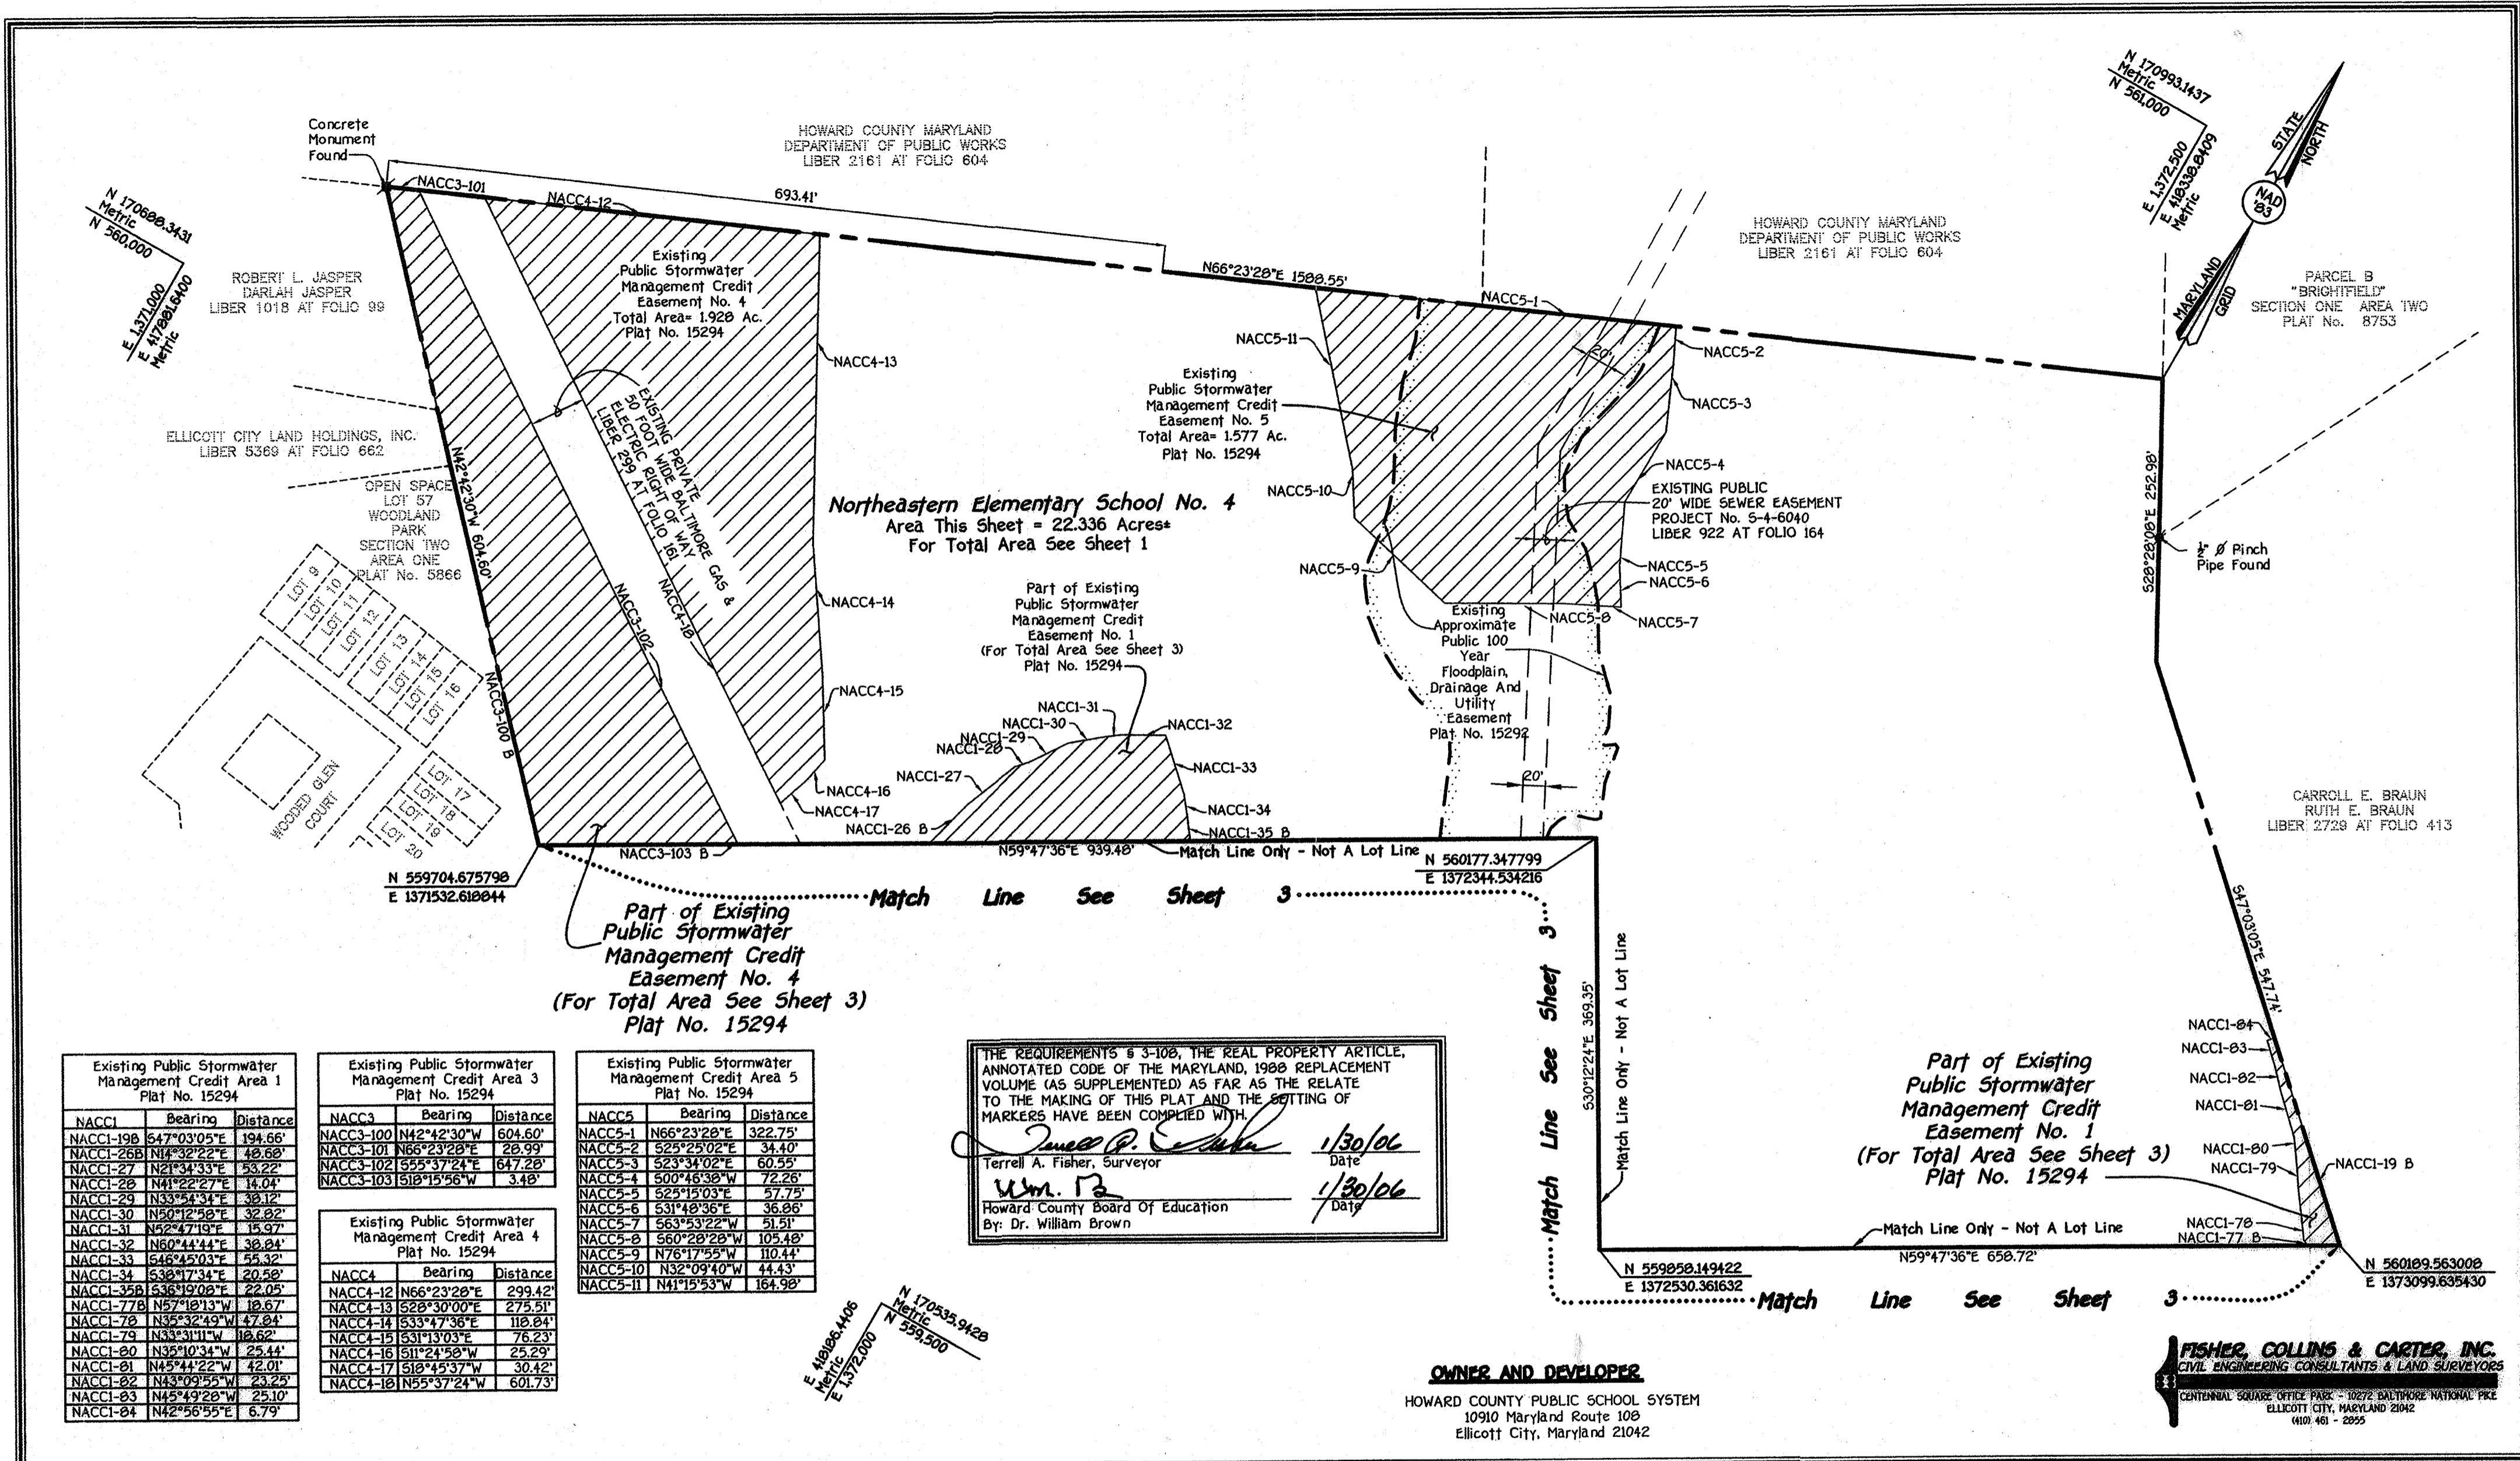 Concrete
Monument
Found
HOWARD COUNTY MARYLAND
DEPARTMENT OF PUBLIC WORKS
LIBER 2161 AT FOLIO 604
693.41'
NACC3-101
NACC4-12
N 170688.3431
Metric
N 560,000
E 1,371,000
E 417881.6400
Metric
ROBERT L. JASPER
DARLAH JASPER
LIBER 1018 AT FOLIO 99
ELLICOTT CITY LAND HOLDINGS, INC.
LIBER 5369 AT FOLIO 662
OPEN SPACE
LOT 57
WOODLAND
PARK
SECTION TWO
AREA ONE
PLAT No. 5866
N42°42'30"W 604.60'
NACC3-100 B
LOT 9
LOT 10
LOT 11
LOT 12
LOT 13
LOT 14
LOT 15
LOT 16
LOT 17
LOT 18
LOT 19
LOT 20
WOODED GLEN
COURT
Existing
Public Stormwater
Management Credit
Easement No. 4
Total Area= 1.928 Ac.
Plat No. 15294
EXISTING PRIVATE
50 FOOT WIDE BALTIMORE GAS &
ELECTRIC RIGHT OF WAY
LIBER 299 AT FOLIO 161
NACC3-102
NACC4-18
NACC4-13
NACC4-14
NACC4-15
NACC4-16
NACC4-17
NACC3-103 B
N66°23'28"E 1588.55'
NACC5-1
NACC5-11
NACC5-2
NACC5-3
NACC5-4
NACC5-10
NACC5-9
NACC5-5
NACC5-6
NACC5-8
NACC5-7
20'
Existing
Public Stormwater
Management Credit
Easement No. 5
Total Area= 1.577 Ac.
Plat No. 15294
EXISTING PUBLIC
20' WIDE SEWER EASEMENT
PROJECT No. S-4-6040
LIBER 922 AT FOLIO 164
Northeastern Elementary School No. 4
Area This Sheet = 22.336 Acres±
For Total Area See Sheet 1
Part of Existing
Public Stormwater
Management Credit
Easement No. 1
(For Total Area See Sheet 3)
Plat No. 15294
NACC1-31
NACC1-30
NACC1-29
NACC1-28
NACC1-27
NACC1-26 B
NACC1-32
NACC1-33
NACC1-34
NACC1-35 B
Existing
Approximate
Public 100
Year
Floodplain,
Drainage And
Utility
Easement
Plat No. 15292
20'
HOWARD COUNTY MARYLAND
DEPARTMENT OF PUBLIC WORKS
LIBER 2161 AT FOLIO 604
N 170993.1437
Metric
N 561,000
E 1,372,500
E 418338.8409
Metric
STATE
NORTH
NAD
'83
MARYLAND
GRID
PARCEL B
"BRIGHTFIELD"
SECTION ONE AREA TWO
PLAT No. 8753
S28°28'08"E 252.98'
½" Ø Pinch
Pipe Found
CARROLL E. BRAUN
RUTH E. BRAUN
LIBER 2729 AT FOLIO 413
S47°03'05"E 547.74'
N59°47'36"E 939.48'
Match Line Only - Not A Lot Line
N 559704.675798
E 1371532.618844
N 560177.347799
E 1372344.534216
Match Line See Sheet 3
Part of Existing
Public Stormwater
Management Credit
Easement No. 4
(For Total Area See Sheet 3)
Plat No. 15294
Match Line See Sheet 3
S30°12'24"E 369.35'
Match Line Only - Not A Lot Line
Part of Existing
Public Stormwater
Management Credit
Easement No. 1
(For Total Area See Sheet 3)
Plat No. 15294
NACC1-84
NACC1-83
NACC1-82
NACC1-81
NACC1-80
NACC1-79
NACC1-19 B
NACC1-78
NACC1-77 B
Match Line Only - Not A Lot Line
N59°47'36"E 658.72'
N 559858.149422
E 1372530.361632
N 560189.563008
E 1373099.635430
Match Line See Sheet 3
Existing Public Stormwater
Management Credit Area 1
Plat No. 15294
NACC1 Bearing Distance
NACC1-19B S47°03'05"E 194.66'
NACC1-26B N14°32'22"E 48.68'
NACC1-27 N21°34'33"E 53.22'
NACC1-28 N41°22'27"E 14.04'
NACC1-29 N33°54'34"E 38.12'
NACC1-30 N50°12'58"E 32.82'
NACC1-31 N52°47'19"E 15.97'
NACC1-32 N60°44'44"E 38.84'
NACC1-33 S46°45'03"E 55.32'
NACC1-34 S38°17'34"E 20.58'
NACC1-35B S36°19'08"E 22.05'
NACC1-77B N57°18'13"W 18.67'
NACC1-78 N35°32'49"W 47.84'
NACC1-79 N33°31'11"W 18.62'
NACC1-80 N35°10'34"W 25.44'
NACC1-81 N45°44'22"W 42.01'
NACC1-82 N43°09'55"W 23.25'
NACC1-83 N45°49'28"W 25.10'
NACC1-84 N42°56'55"E 6.79'
Existing Public Stormwater
Management Credit Area 3
Plat No. 15294
NACC3 Bearing Distance
NACC3-100 N42°42'30"W 604.60'
NACC3-101 N66°23'28"E 28.99'
NACC3-102 S55°37'24"E 647.28'
NACC3-103 S18°15'56"W 3.48'
Existing Public Stormwater
Management Credit Area 4
Plat No. 15294
NACC4 Bearing Distance
NACC4-12 N66°23'28"E 299.42'
NACC4-13 S28°30'00"E 275.51'
NACC4-14 S33°47'36"E 118.84'
NACC4-15 S31°13'03"E 76.23'
NACC4-16 S11°24'58"W 25.29'
NACC4-17 S18°45'37"W 30.42'
NACC4-18 N55°37'24"W 601.73'
Existing Public Stormwater
Management Credit Area 5
Plat No. 15294
NACC5 Bearing Distance
NACC5-1 N66°23'28"E 322.75'
NACC5-2 S25°25'02"E 34.40'
NACC5-3 S23°34'02"E 60.55'
NACC5-4 S00°46'38"W 72.26'
NACC5-5 S25°15'03"E 57.75'
NACC5-6 S31°48'36"E 36.86'
NACC5-7 S63°53'22"W 51.51'
NACC5-8 S60°28'28"W 105.48'
NACC5-9 N76°17'55"W 110.44'
NACC5-10 N32°09'40"W 44.43'
NACC5-11 N41°15'53"W 164.98'
THE REQUIREMENTS § 3-108, THE REAL PROPERTY ARTICLE,
ANNOTATED CODE OF THE MARYLAND, 1988 REPLACEMENT
VOLUME (AS SUPPLEMENTED) AS FAR AS THE RELATE
TO THE MAKING OF THIS PLAT AND THE SETTING OF
MARKERS HAVE BEEN COMPLIED WITH.
1/30/06
Terrell A. Fisher, Surveyor Date
1/30/06
Howard County Board Of Education Date
By: Dr. William Brown
E 418186.4406
Metric
E 1,372,000
N 170535.9428
Metric
N 559,500
OWNER AND DEVELOPER
HOWARD COUNTY PUBLIC SCHOOL SYSTEM
10910 Maryland Route 108
Ellicott City, Maryland 21042
FISHER, COLLINS & CARTER, INC.
CIVIL ENGINEERING CONSULTANTS & LAND SURVEYORS
CENTENNIAL SQUARE OFFICE PARK - 10272 BALTIMORE NATIONAL PIKE
ELLICOTT CITY, MARYLAND 21042
(410) 461 - 2855